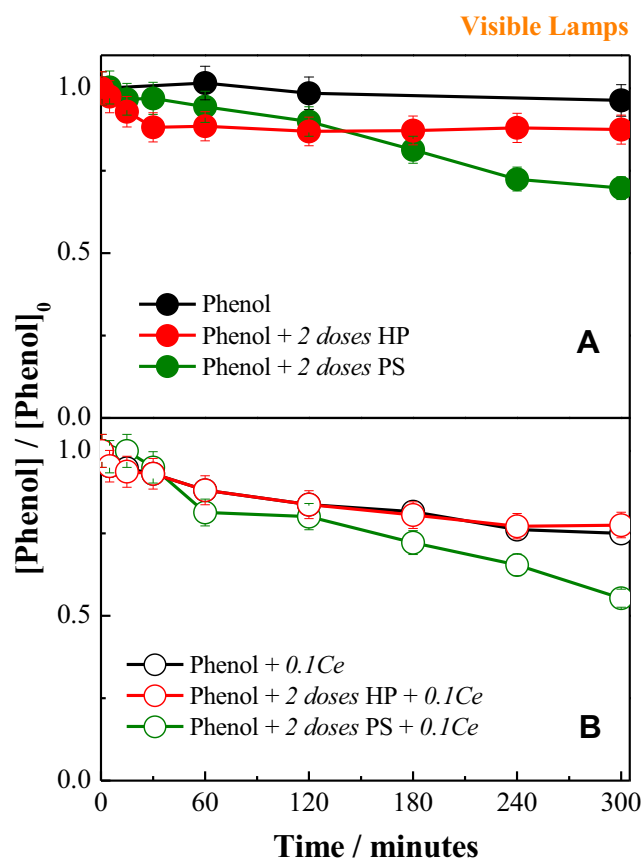 Visible Lamps
1.0
0.5
0.0
Phenol
Phenol + 2 doses HP
Phenol + 2 doses PS
A
[Phenol] / [Phenol]0
1.0
0.5
0.0
Phenol + 0.1Ce
Phenol + 2 doses HP + 0.1Ce
Phenol + 2 doses PS + 0.1Ce
B
0 60 120 180 240 300
Time / minutes